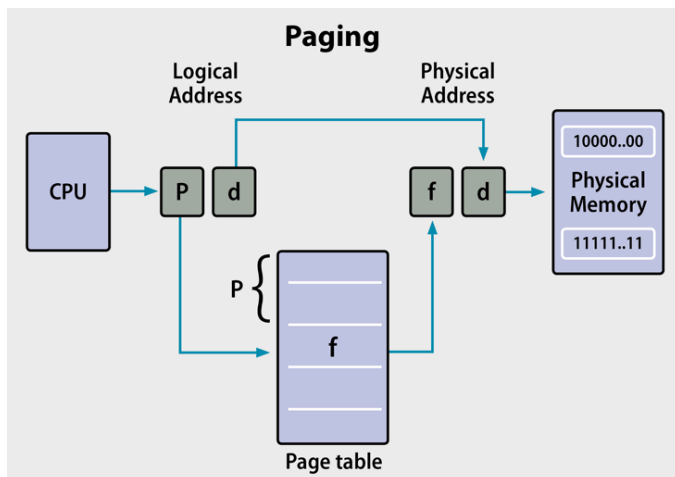 Paging
Logical
Address
Physical
Address
CPU
P
d
f
d
10000..00
Physical
Memory
11111..11
P
f
Page table